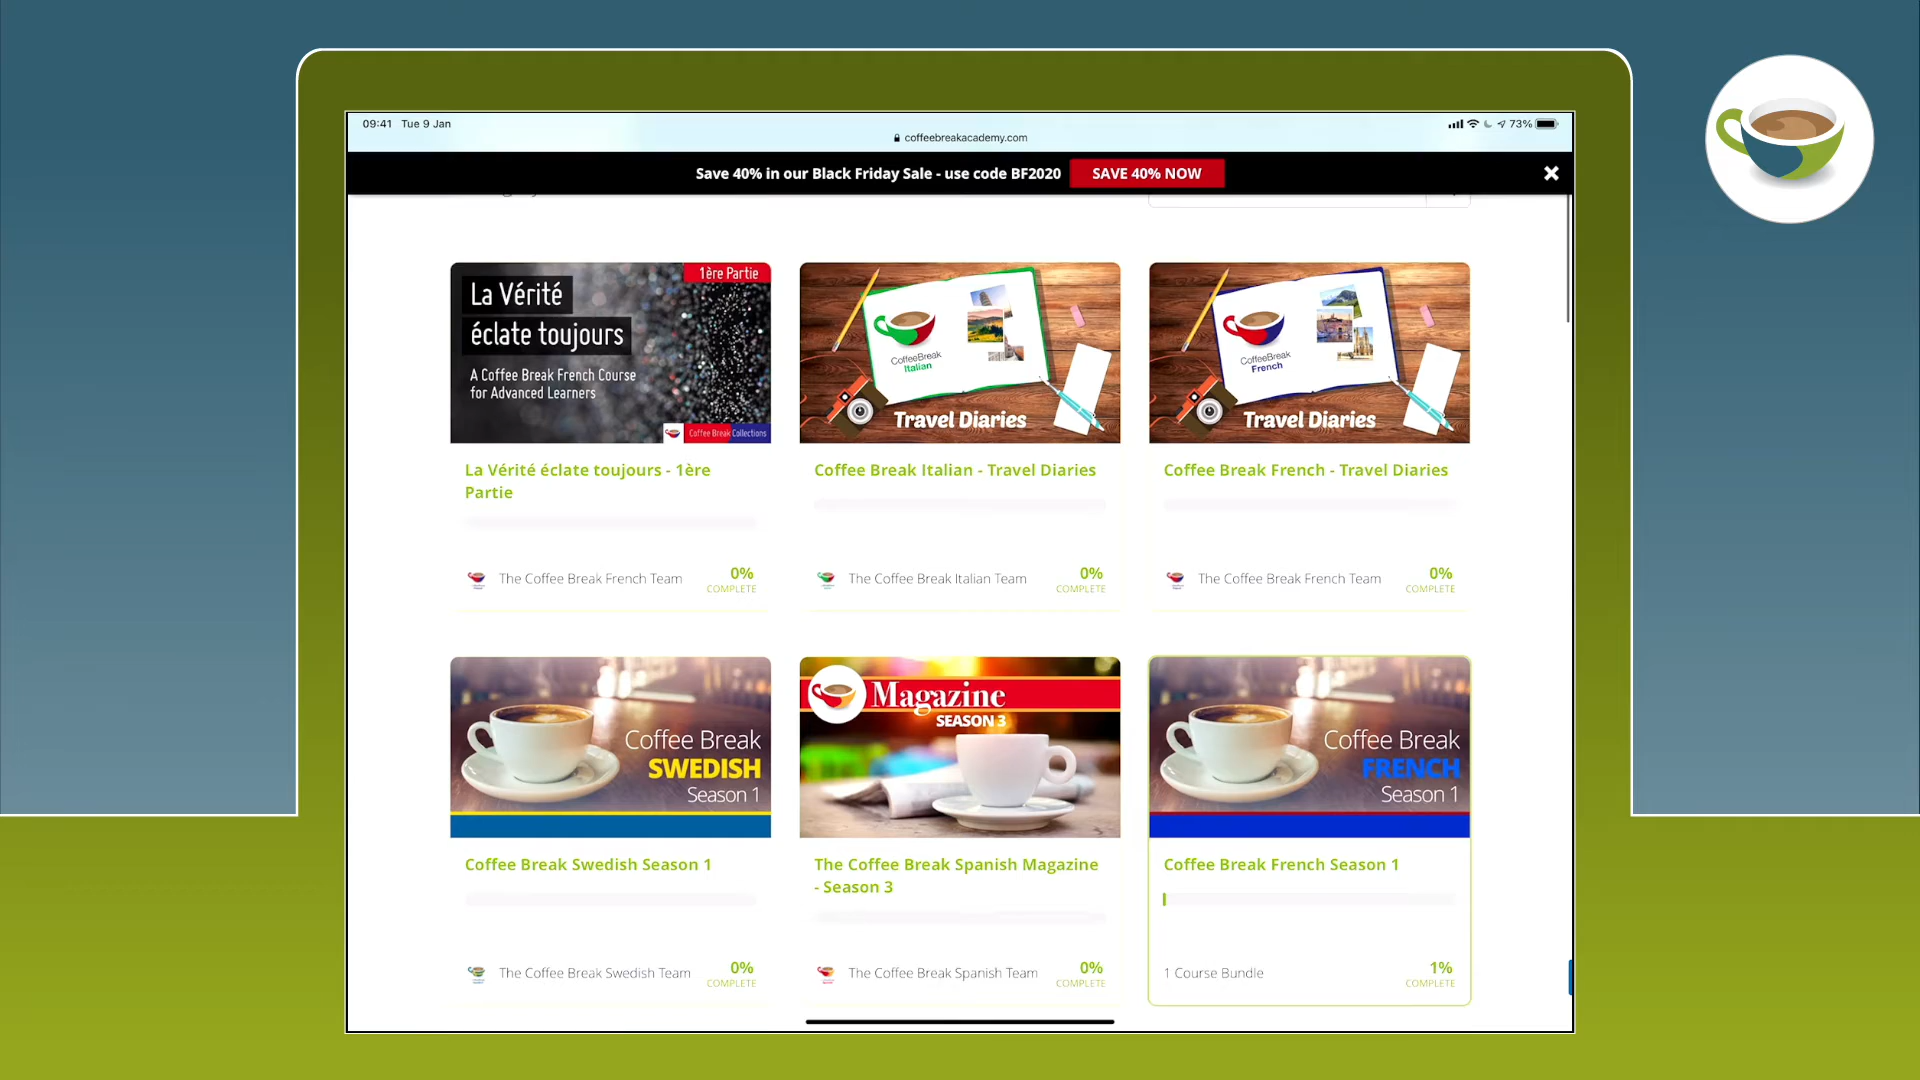 09:41 Tue 9 Jan
73%
coffeebreakacademy.com
Save 40% in our Black Friday Sale - use code BF2020
SAVE 40% NOW
1ère Partie
La Vérité
éclate toujours
A Coffee Break French Course
for Advanced Learners
Coffee Break Collections
CoffeeBreak
Italian
Travel Diaries
CoffeeBreak
French
Travel Diaries
La Vérité éclate toujours - 1ère
Partie
Coffee Break Italian - Travel Diaries
Coffee Break French - Travel Diaries
The Coffee Break French Team
0%
COMPLETE
The Coffee Break Italian Team
0%
COMPLETE
The Coffee Break French Team
0%
COMPLETE
Coffee Break
SWEDISH
Season 1
Magazine
SEASON 3
Coffee Break
FRENCH
Season 1
Coffee Break Swedish Season 1
The Coffee Break Spanish Magazine
- Season 3
Coffee Break French Season 1
The Coffee Break Swedish Team
0%
COMPLETE
The Coffee Break Spanish Team
0%
COMPLETE
1 Course Bundle
1%
COMPLETE